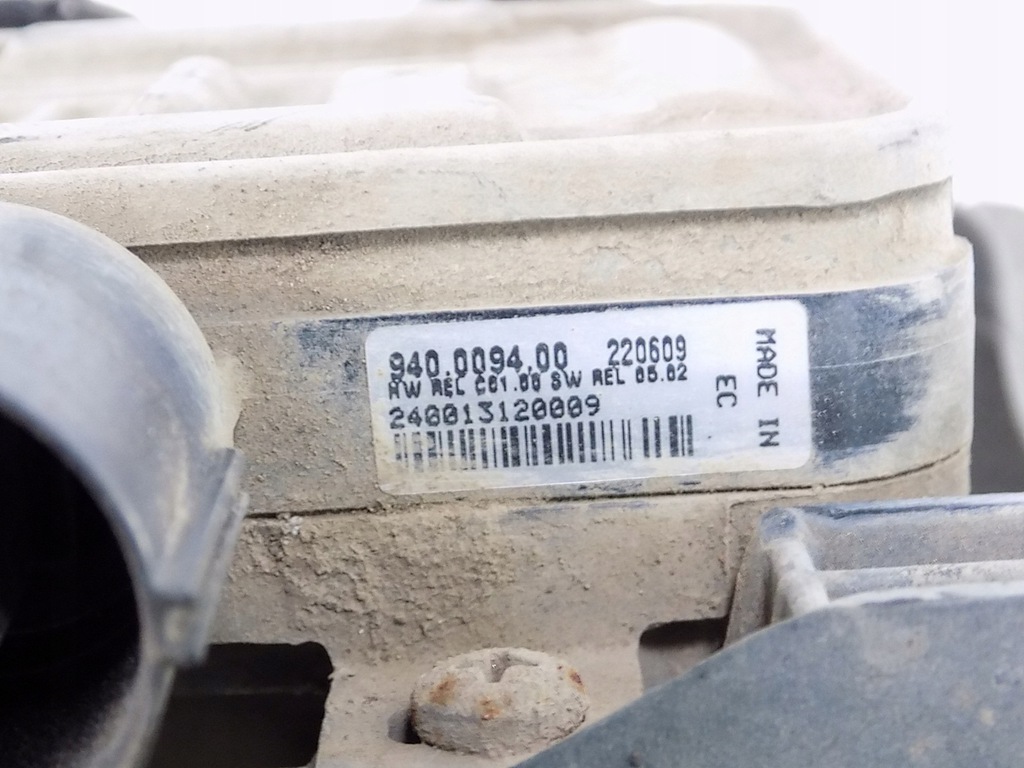 940.0094.00 220609
HW REL C01.00 SW REL 05.02
240013120009
MADE IN
EC